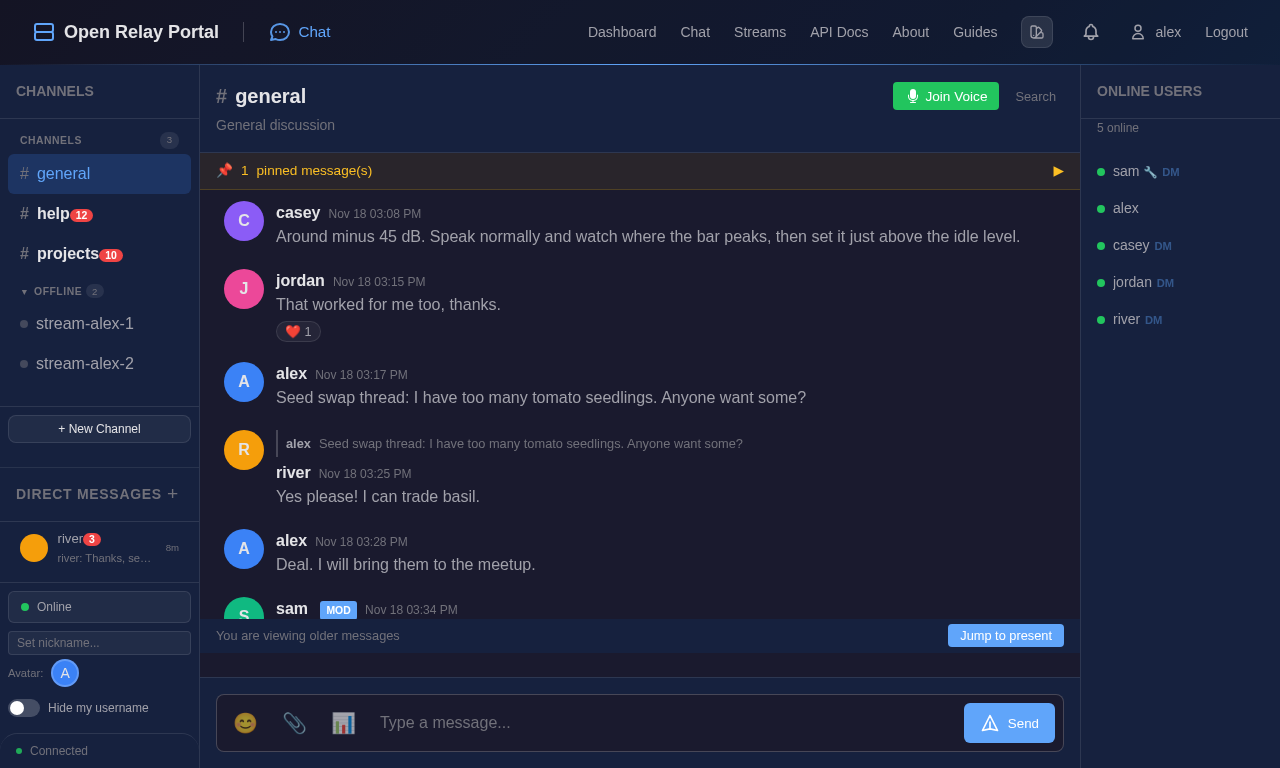 Open Relay Portal
Chat
Dashboard
Chat
Streams
API Docs
About
Guides
alex
Logout
CHANNELS
CHANNELS 3
# general
# help 12
# projects 10
▾ OFFLINE 2
stream-alex-1
stream-alex-2
+ New Channel
DIRECT MESSAGES +
river 3
river: Thanks, se…
8m
Online
Set nickname...
Avatar: A
Hide my username
Connected
# general
General discussion
Join Voice
Search
📌 1 pinned message(s) ▶
C
casey Nov 18 03:08 PM
Around minus 45 dB. Speak normally and watch where the bar peaks, then set it just above the idle level.
J
jordan Nov 18 03:15 PM
That worked for me too, thanks.
❤️ 1
A
alex Nov 18 03:17 PM
Seed swap thread: I have too many tomato seedlings. Anyone want some?
R
alex Seed swap thread: I have too many tomato seedlings. Anyone want some?
river Nov 18 03:25 PM
Yes please! I can trade basil.
A
alex Nov 18 03:28 PM
Deal. I will bring them to the meetup.
S
sam MOD Nov 18 03:34 PM
You are viewing older messages
Jump to present
Type a message...
Send
ONLINE USERS
5 online
sam 🔧 DM
alex
casey DM
jordan DM
river DM